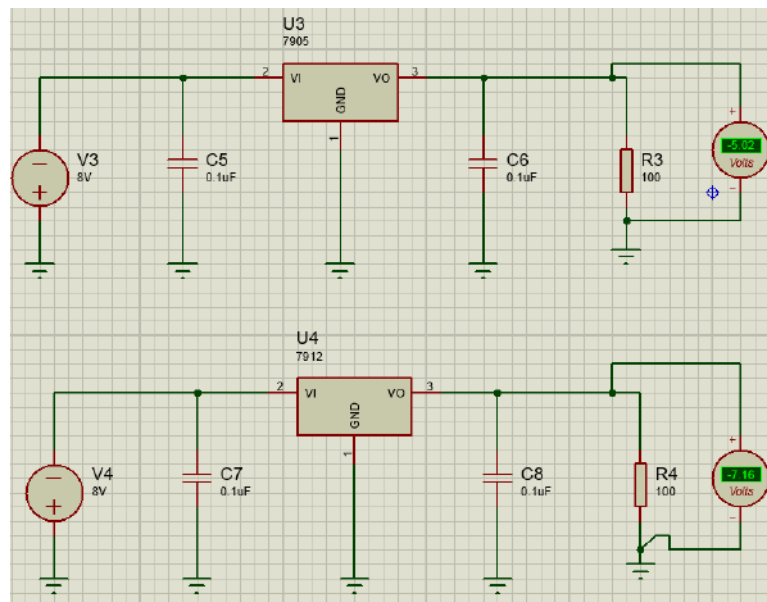 U3
7905
2
VI
VO
3
GND
1
V3
8V
C5
0.1uF
C6
0.1uF
R3
100
+
-5.02
Volts
U4
7912
2
VI
VO
3
GND
1
V4
8V
C7
0.1uF
C8
0.1uF
R4
100
+
-7.16
Volts